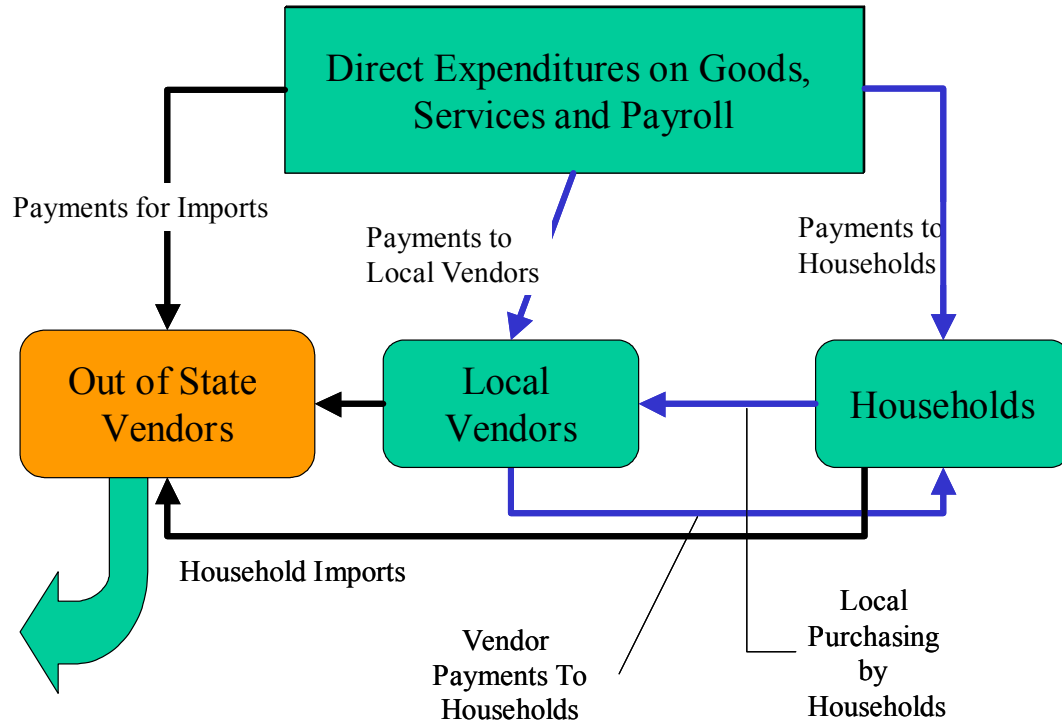 Direct Expenditures on Goods,
Services and Payroll
Payments for Imports
Payments to
Local Vendors
Payments to
Households
Out of State
Vendors
Local
Vendors
Households
Household Imports
Vendor
Payments To
Households
Local
Purchasing
by
Households